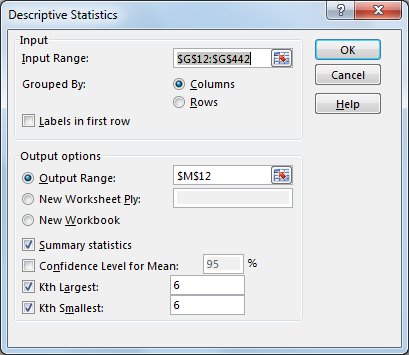 Descriptive Statistics
Input
Input Range: $G$12:$G$442
Grouped By: Columns
Rows
Labels in first row
OK
Cancel
Help
Output options
Output Range: $M$12
New Worksheet Ply:
New Workbook
Summary statistics
Confidence Level for Mean: 95 %
Kth Largest: 6
Kth Smallest: 6